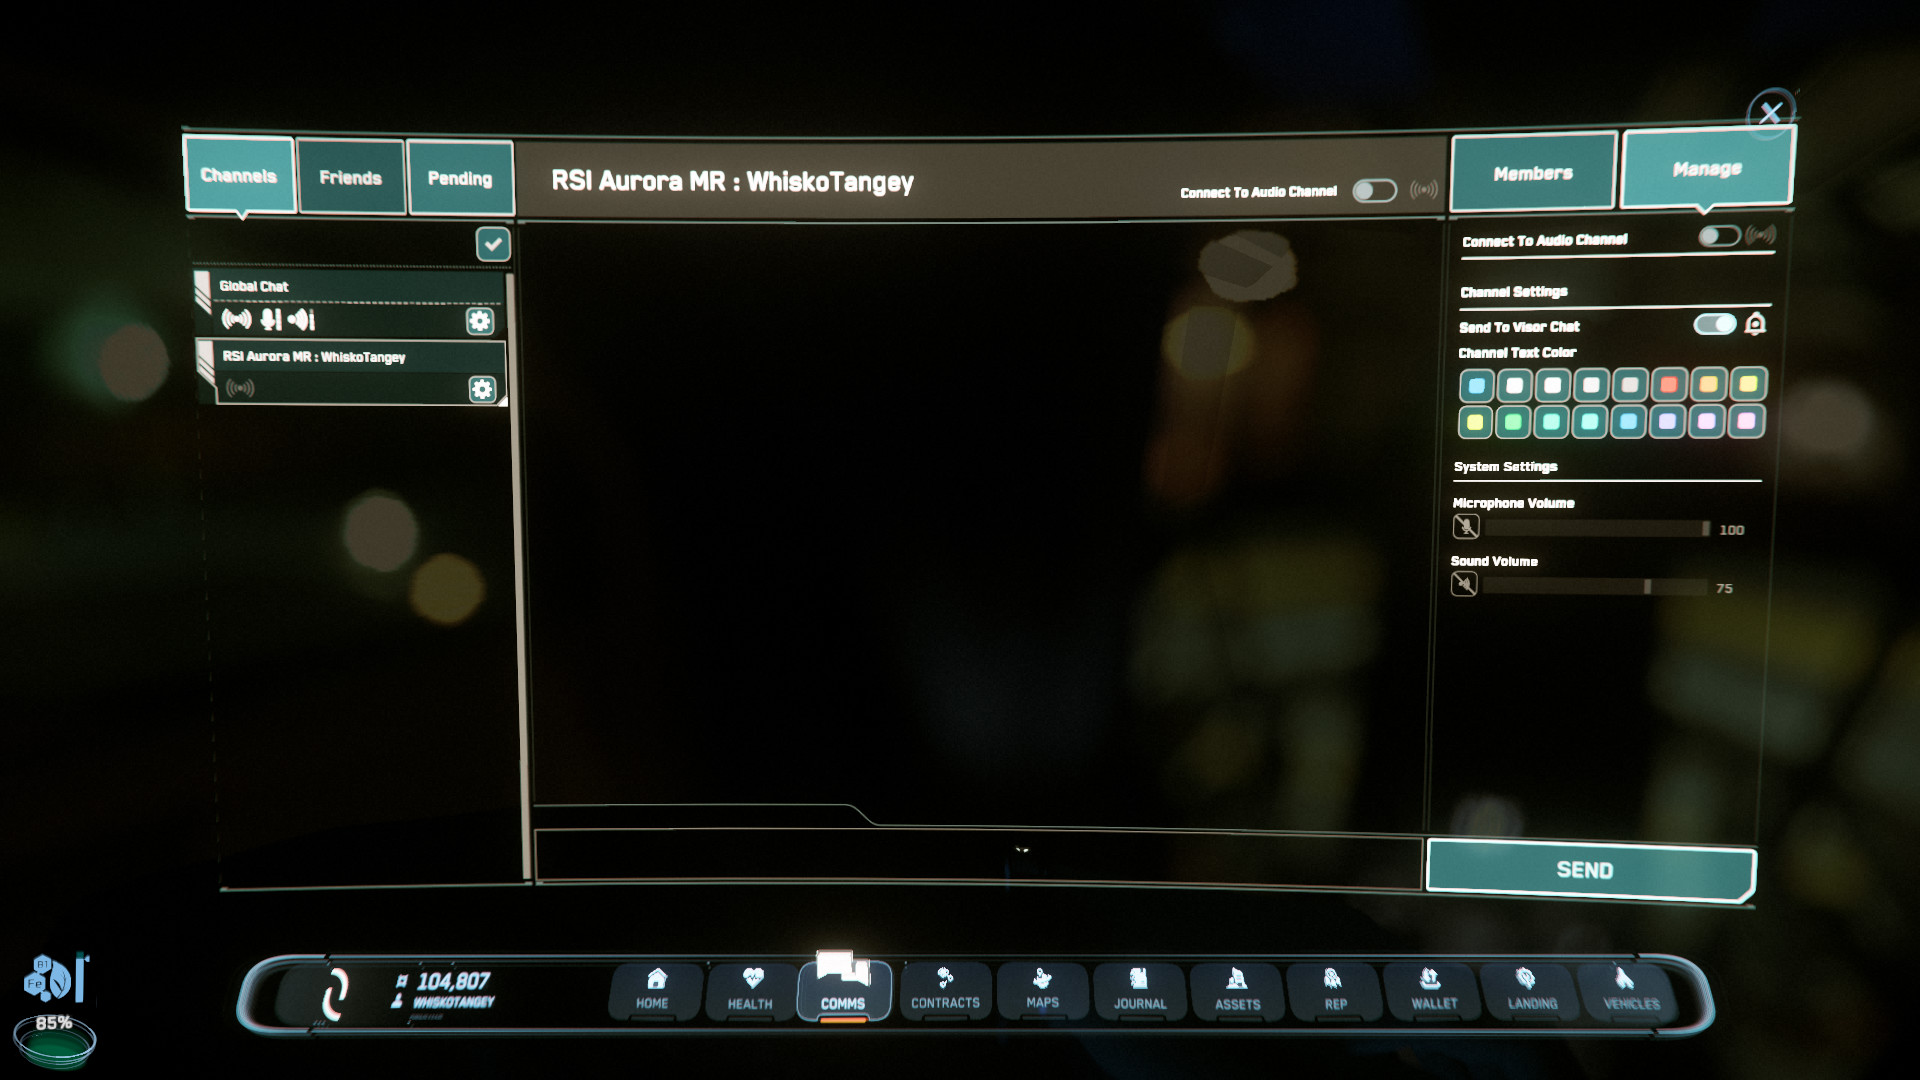 Channels
Friends
Pending
RSI Aurora MR : WhiskoTangey
Connect To Audio Channel
Members
Manage
Global Chat
RSI Aurora MR : WhiskoTangey
Connect To Audio Channel
Channel Settings
Send To Visor Chat
Channel Text Color
System Settings
Microphone Volume
100
Sound Volume
75
SEND
104,807
WHISKOTANGEY
HOME
HEALTH
COMMS
CONTRACTS
MAPS
JOURNAL
ASSETS
REP
WALLET
LANDING
VEHICLES
B1
Fe
85%